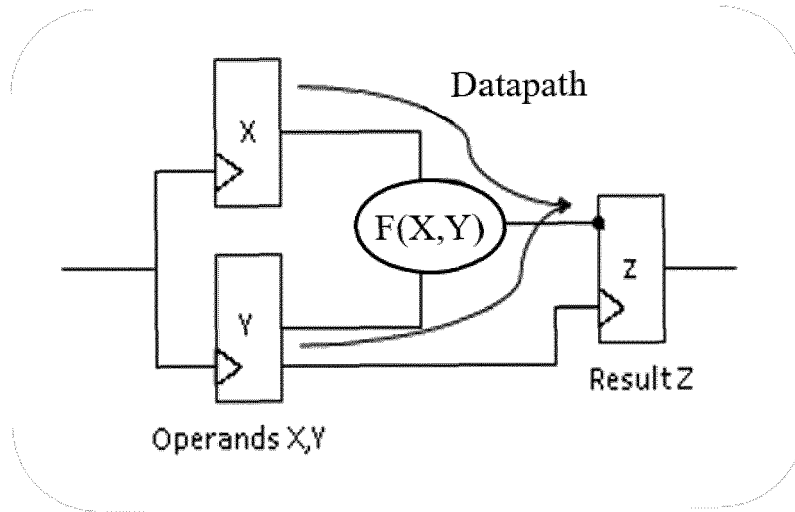 Datapath
X
F(X,Y)
Z
Y
Result Z
Operands X,Y